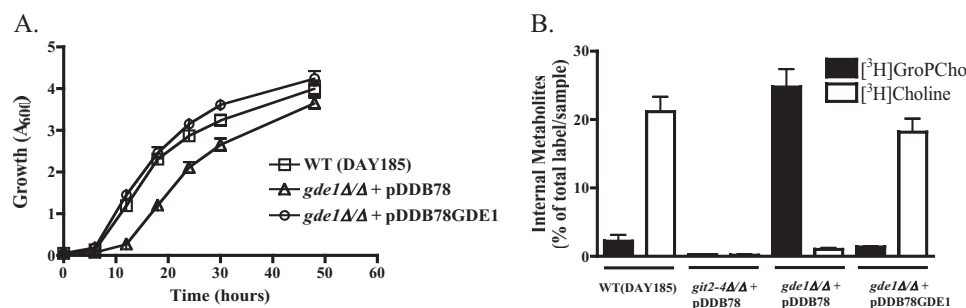 A.
Growth (A600)
5
4
3
2
1
0
0 10 20 30 40 50 60
Time (hours)
WT (DAY185)
gde1Δ/Δ + pDDB78
gde1Δ/Δ + pDDB78GDE1
B.
Internal Metabolites
(% of total label/sample)
30
20
10
0
[³H]GroPCho
[³H]Choline
WT(DAY185)
git2-4Δ/Δ +
pDDB78
gde1Δ/Δ +
pDDB78
gde1Δ/Δ +
pDDB78GDE1